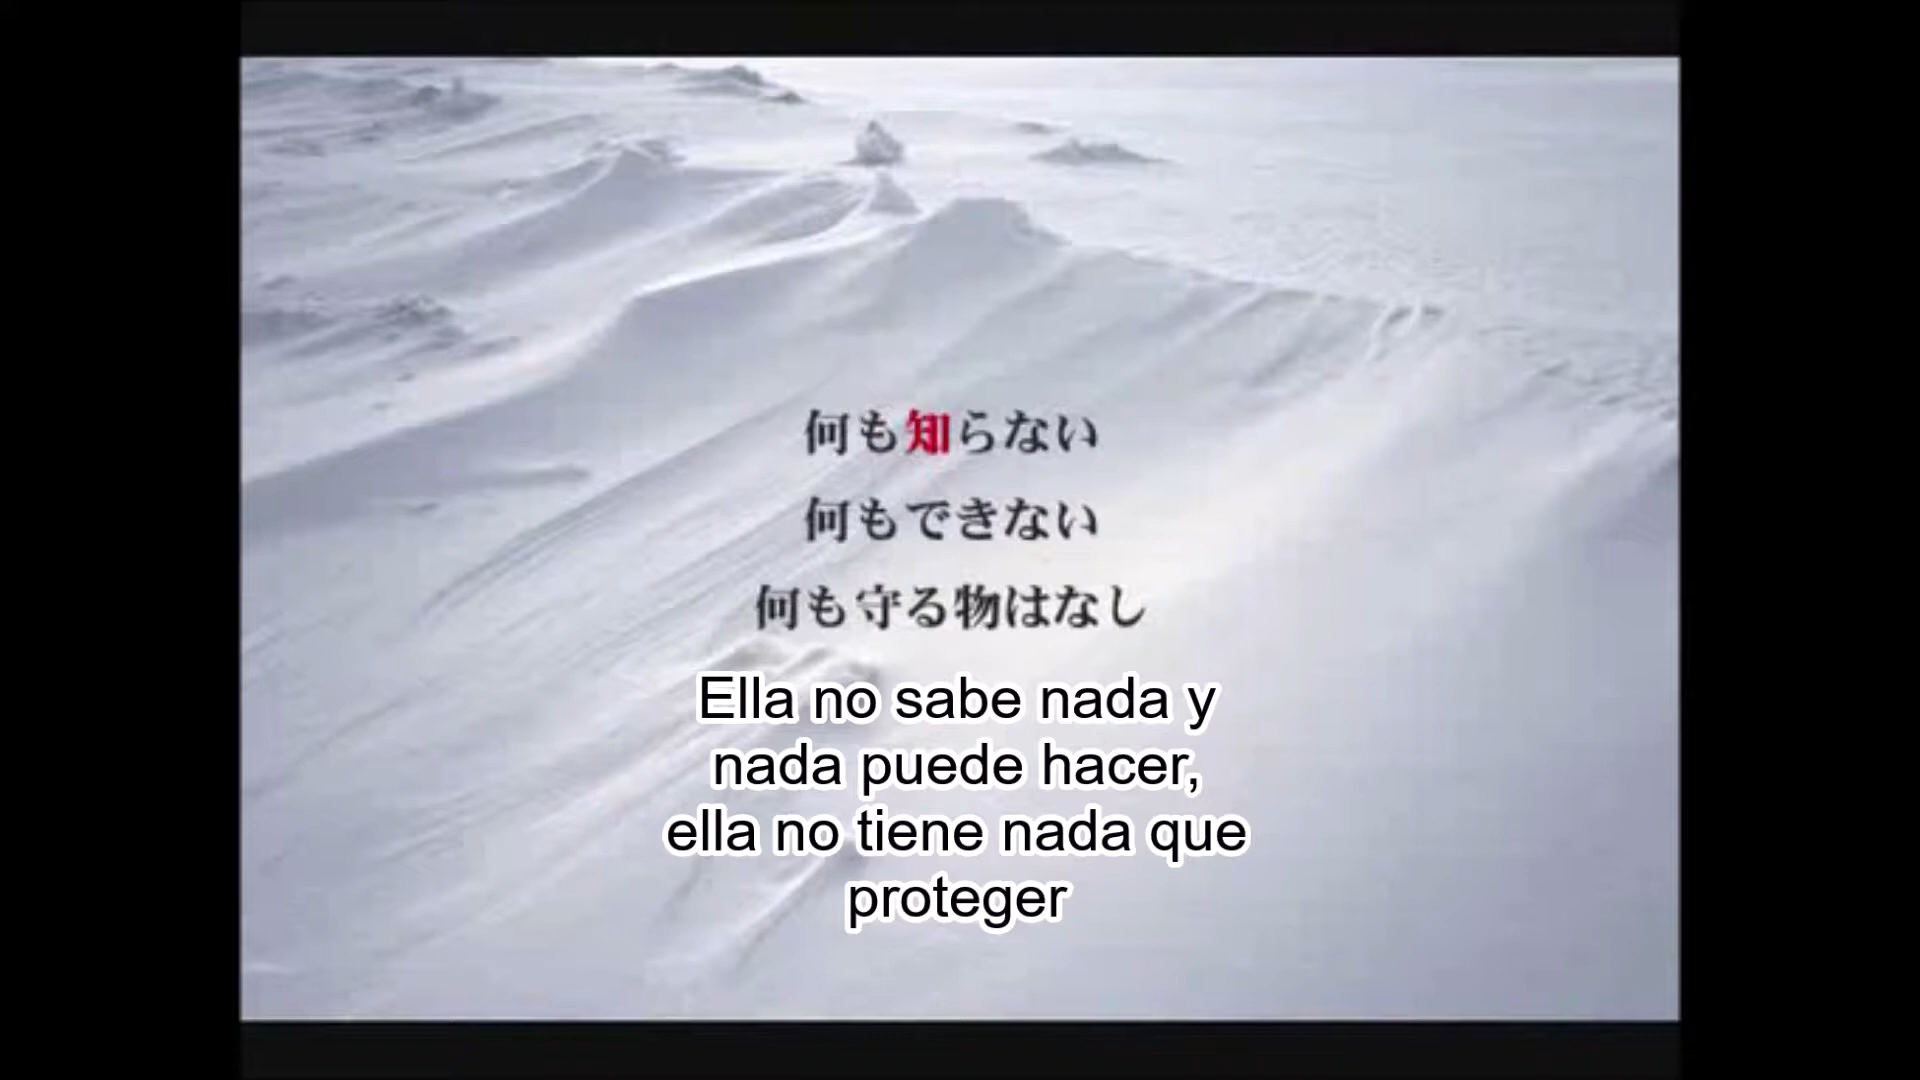 何も知らない
何もできない
何も守る物はなし
Ella no sabe nada y
nada puede hacer,
ella no tiene nada que
proteger